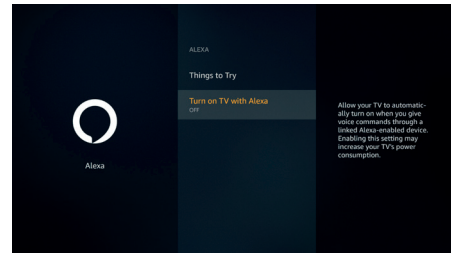 ALEXA
Things to Try
Turn on TV with Alexa
OFF
Alexa
Allow your TV to automatic-
ally turn on when you give
voice commands through a
linked Alexa-enabled device.
Enabling this setting may
increase your TV's power
consumption.